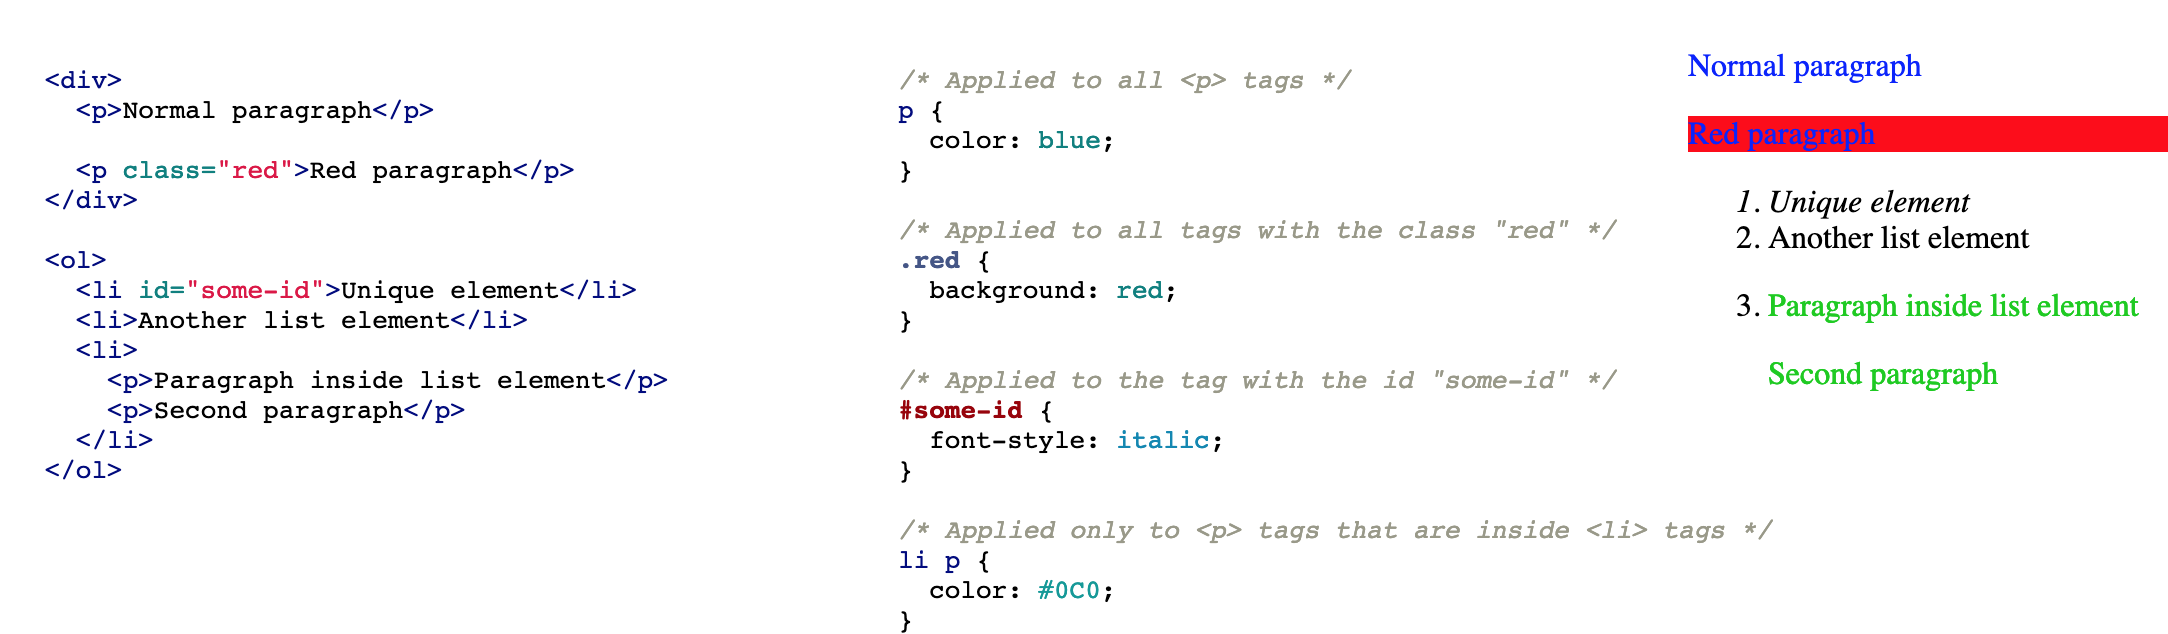 <div>
  <p>Normal paragraph</p>

  <p class="red">Red paragraph</p>
</div>

<ol>
  <li id="some-id">Unique element</li>
  <li>Another list element</li>
  <li>
    <p>Paragraph inside list element</p>
    <p>Second paragraph</p>
  </li>
</ol>

/* Applied to all <p> tags */
p {
  color: blue;
}

/* Applied to all tags with the class "red" */
.red {
  background: red;
}

/* Applied to the tag with the id "some-id" */
#some-id {
  font-style: italic;
}

/* Applied only to <p> tags that are inside <li> tags */
li p {
  color: #0C0;
}

Normal paragraph
Red paragraph
1. Unique element
2. Another list element
3. Paragraph inside list element
Second paragraph